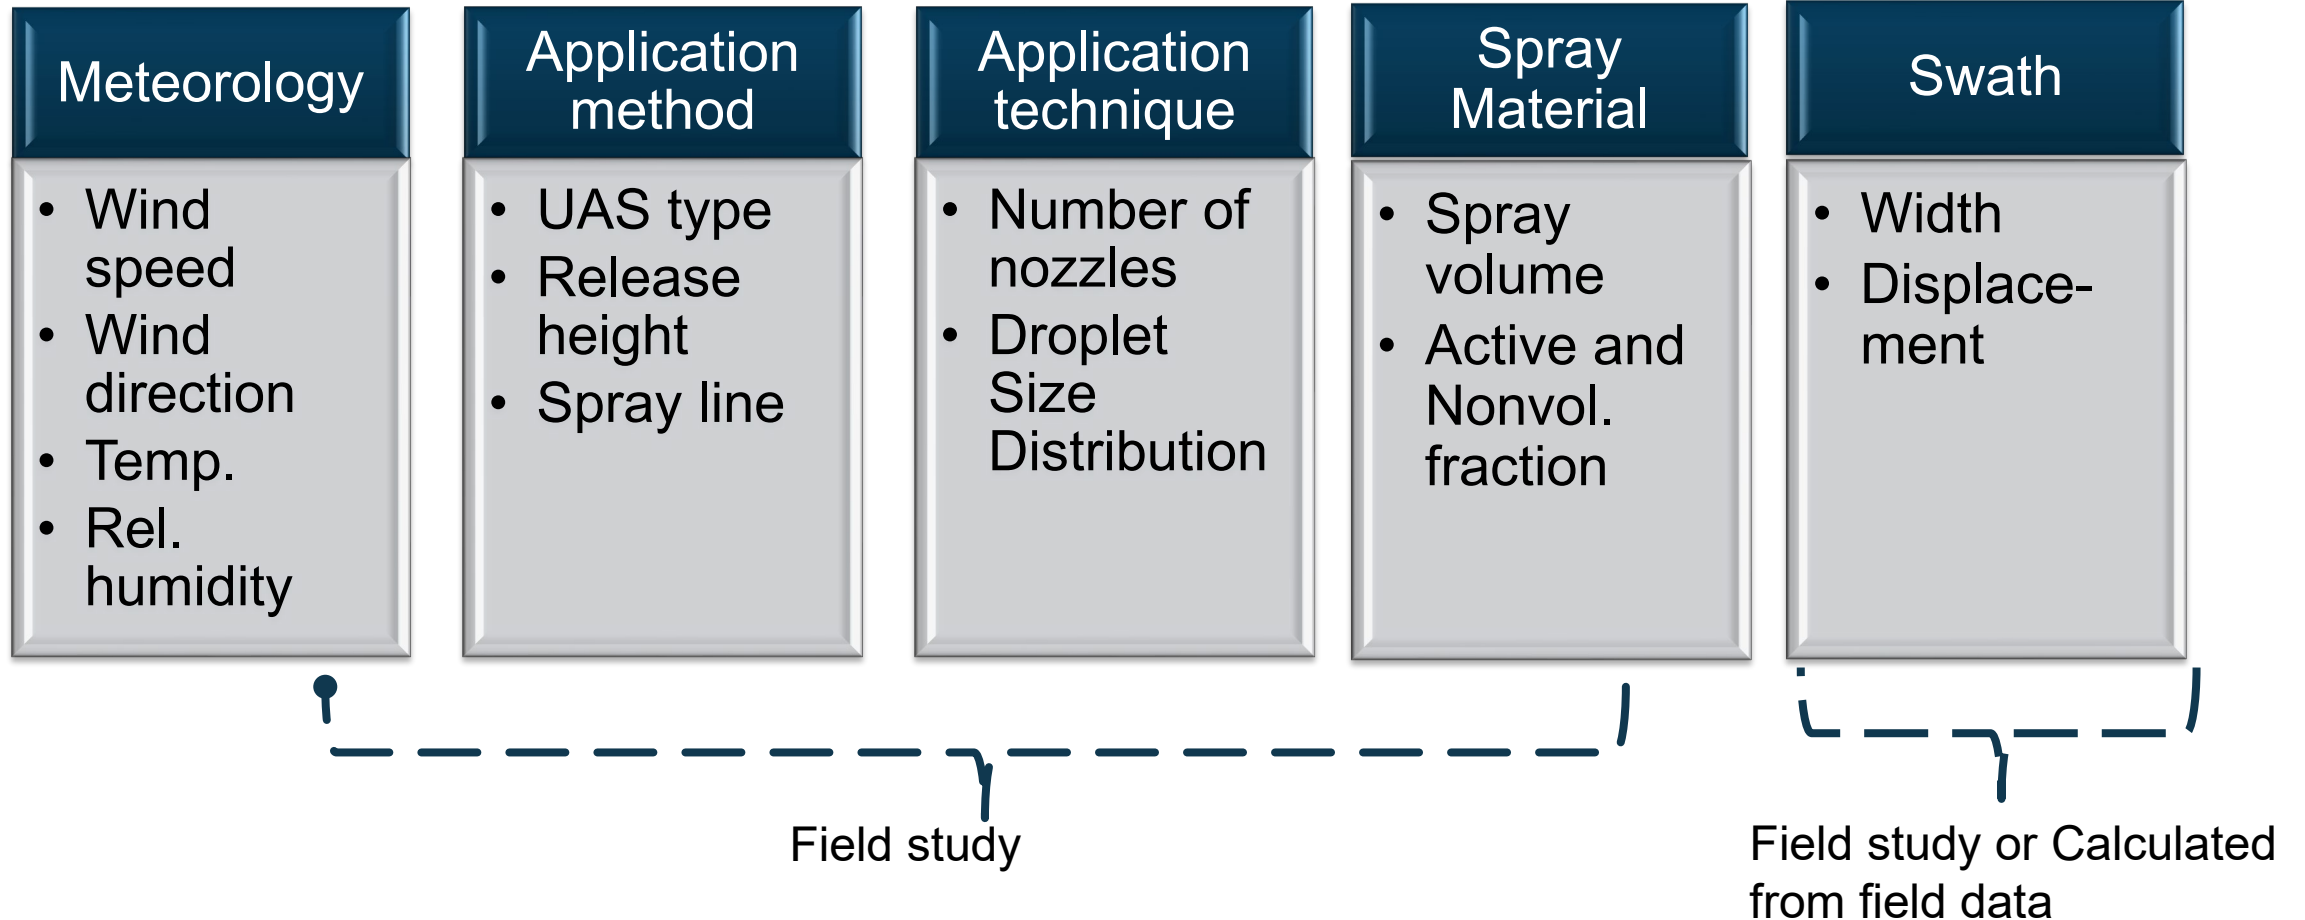 Meteorology
• Wind
speed
• Wind
direction
• Temp.
• Rel.
humidity
Application
method
• UAS type
• Release
height
• Spray line
Application
technique
• Number of
nozzles
• Droplet
Size
Distribution
Spray
Material
• Spray
volume
• Active and
Nonvol.
fraction
Swath
• Width
• Displace-
ment
Field study
Field study or Calculated
from field data